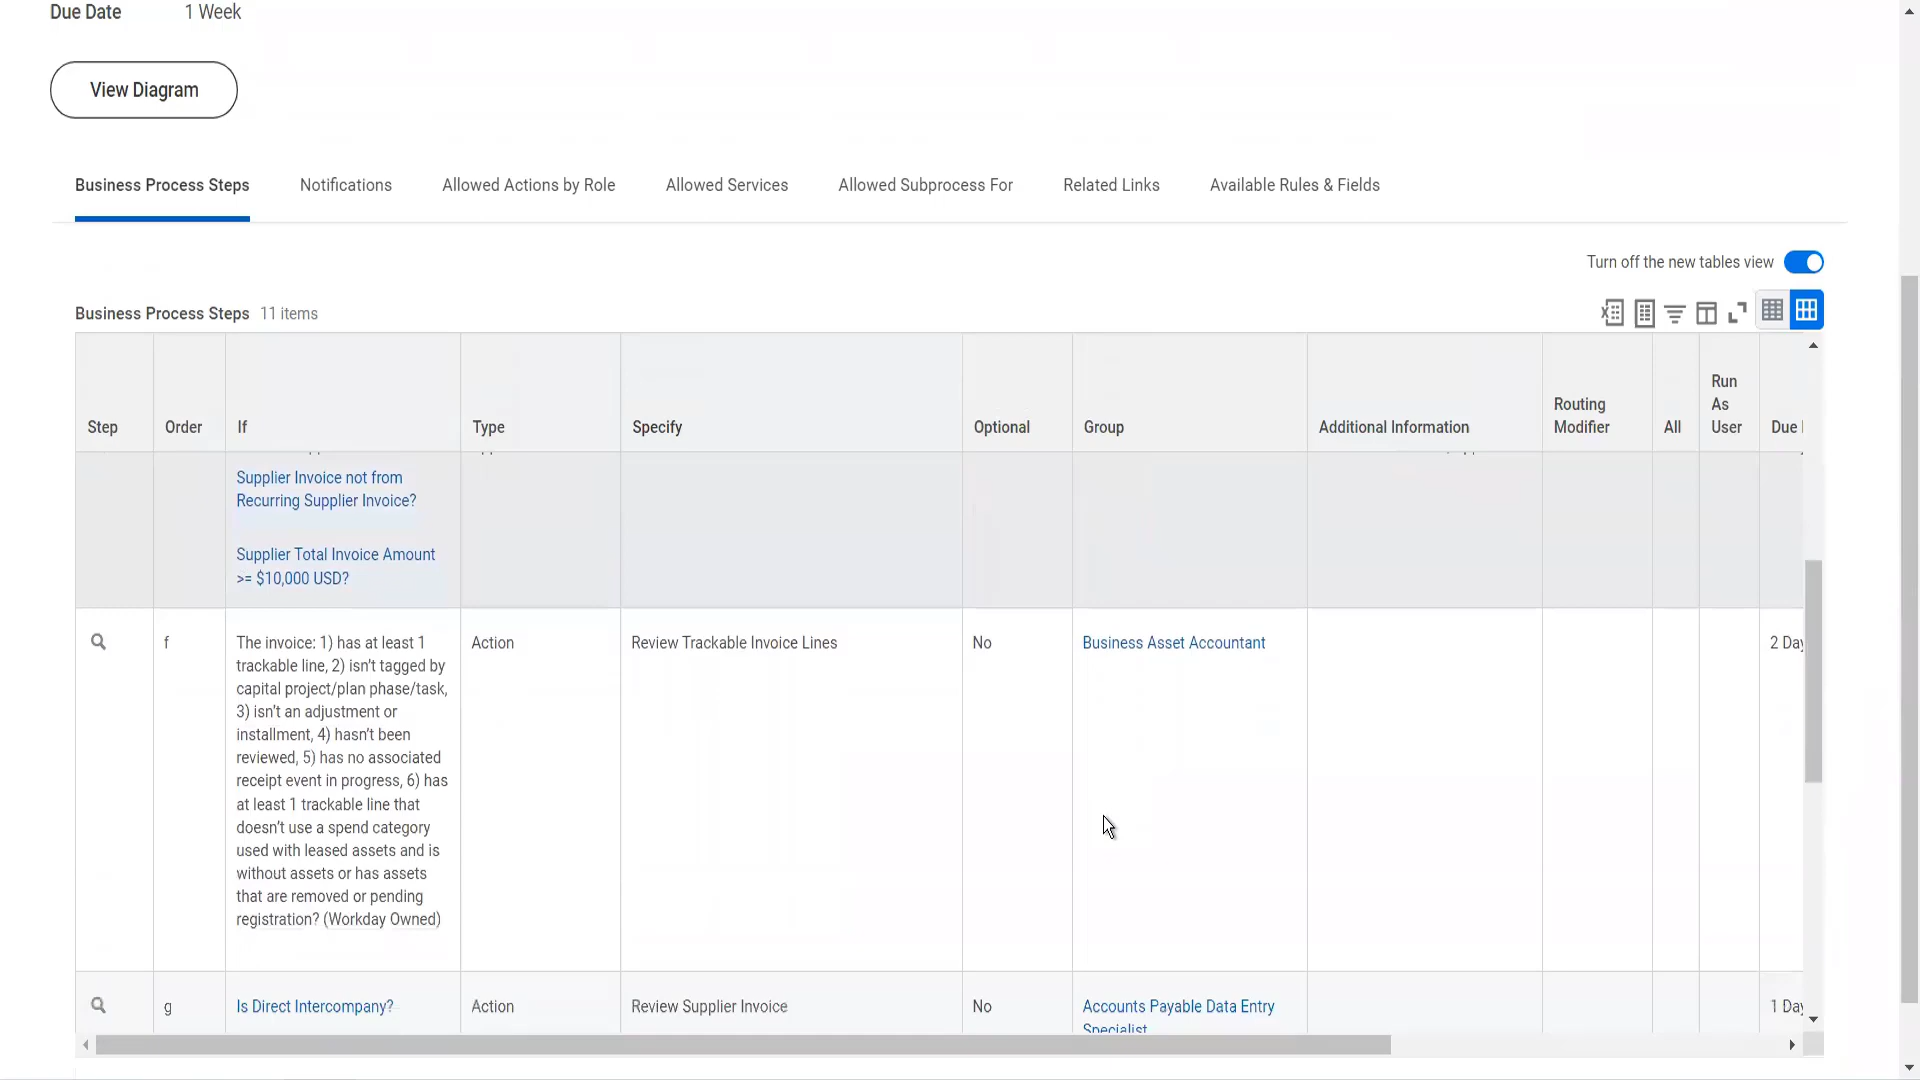 Due Date 1 Week
View Diagram
Business Process Steps Notifications Allowed Actions by Role Allowed Services Allowed Subprocess For Related Links Available Rules & Fields
Turn off the new tables view
Business Process Steps 11 items
Step Order If Type Specify Optional Group Additional Information Routing Modifier All Run As User Due
Supplier Invoice not from
Recurring Supplier Invoice?
Supplier Total Invoice Amount
>= $10,000 USD?
f The invoice: 1) has at least 1 Action Review Trackable Invoice Lines No Business Asset Accountant 2 Day
trackable line, 2) isn’t tagged by
capital project/plan phase/task,
3) isn’t an adjustment or
installment, 4) hasn’t been
reviewed, 5) has no associated
receipt event in progress, 6) has
at least 1 trackable line that
doesn’t use a spend category
used with leased assets and is
without assets or has assets
that are removed or pending
registration? (Workday Owned)
g Is Direct Intercompany? Action Review Supplier Invoice No Accounts Payable Data Entry 1 Day
Specialist